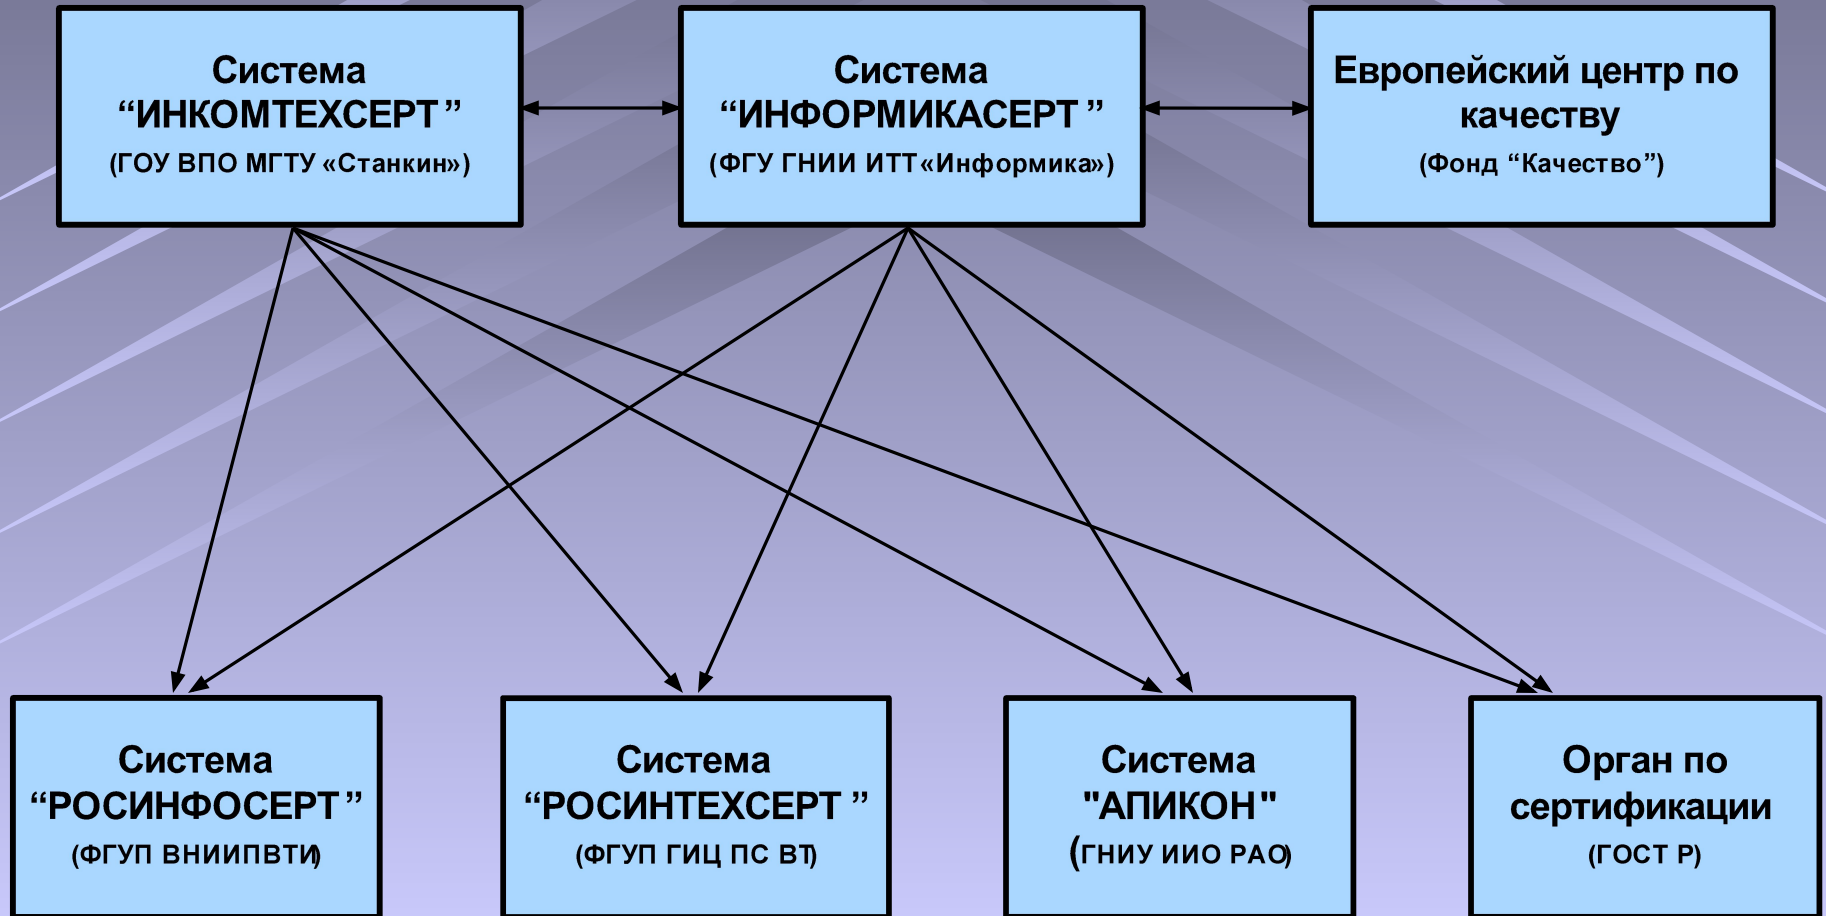 Система
“ИНКОМТЕХСЕРТ”
(ГОУ ВПО МГТУ «Станкин»)
Система
“ИНФОРМИКАСЕРТ”
(ФГУ ГНИИ ИТТ «Информика»)
Европейский центр по
качеству
(Фонд “Качество”)
Система
“РОСИНФОСЕРТ”
(ФГУП ВНИИПВТИ)
Система
“РОСИНТЕХСЕРТ”
(ФГУП ГИЦ ПС ВТ)
Система
"АПИКОН"
(ГНИУ ИИО РАО)
Орган по
сертификации
(ГОСТ Р)